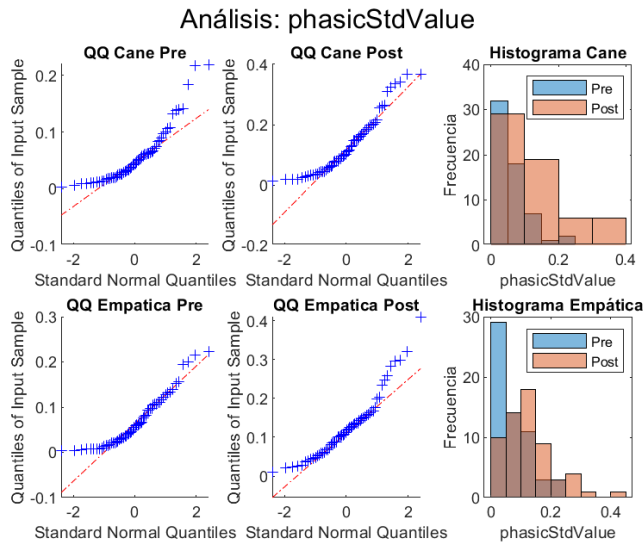 Análisis: phasicStdValue
QQ Cane Pre
Quantiles of Input Sample
0.2
0.1
0
-0.1
-2
0
2
Standard Normal Quantiles
QQ Cane Post
Quantiles of Input Sample
0.4
0.2
0
-0.2
-2
0
2
Standard Normal Quantiles
Histograma Cane
Frecuencia
40
30
20
10
0
Pre
Post
0
0.2
0.4
phasicStdValue
QQ Empatica Pre
Quantiles of Input Sample
0.3
0.2
0.1
0
-0.1
-2
0
2
Standard Normal Quantiles
QQ Empatica Post
Quantiles of Input Sample
0.4
0.3
0.2
0.1
0
-2
0
2
Standard Normal Quantiles
Histograma Empática
Frecuencia
30
20
10
0
Pre
Post
0
0.2
0.4
phasicStdValue